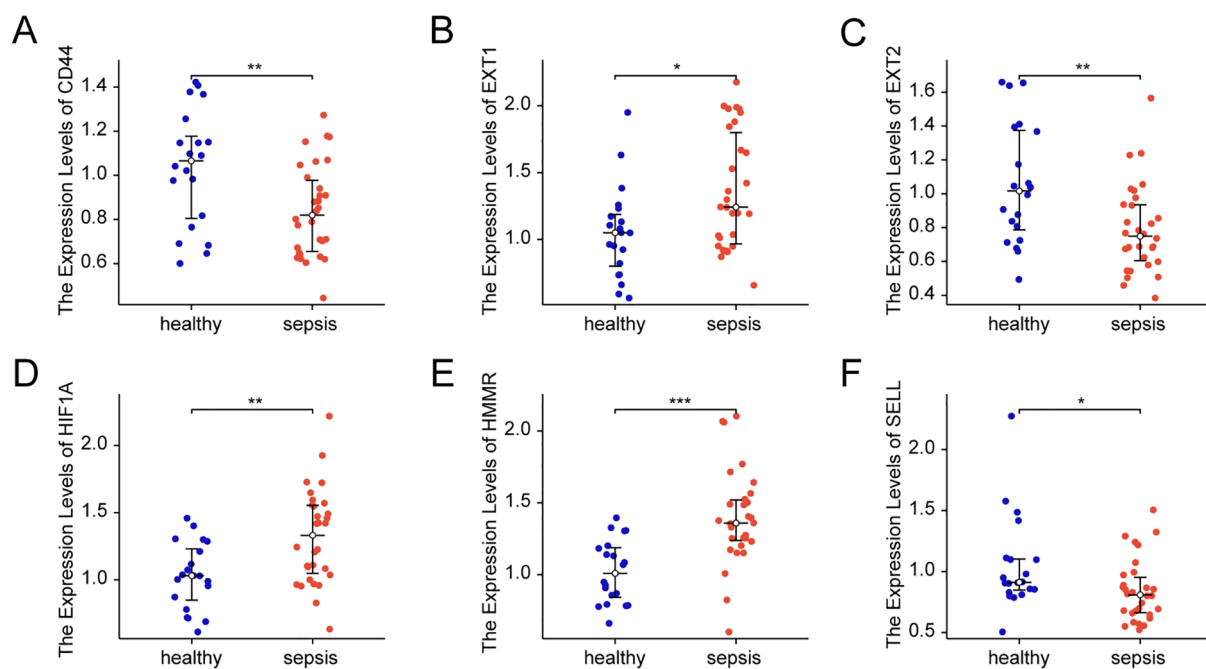 A
The Expression Levels of CD44
1.4
1.2
1.0
0.8
0.6
**
healthy
sepsis
B
The Expression Levels of EXT1
2.0
1.5
1.0
*
healthy
sepsis
C
The Expression Levels of EXT2
1.6
1.4
1.2
1.0
0.8
0.6
0.4
**
healthy
sepsis
D
The Expression Levels of HIF1A
2.0
1.5
1.0
**
healthy
sepsis
E
The Expression Levels of HMMR
2.0
1.5
1.0
***
healthy
sepsis
F
The Expression Levels of SELL
2.0
1.5
1.0
0.5
*
healthy
sepsis